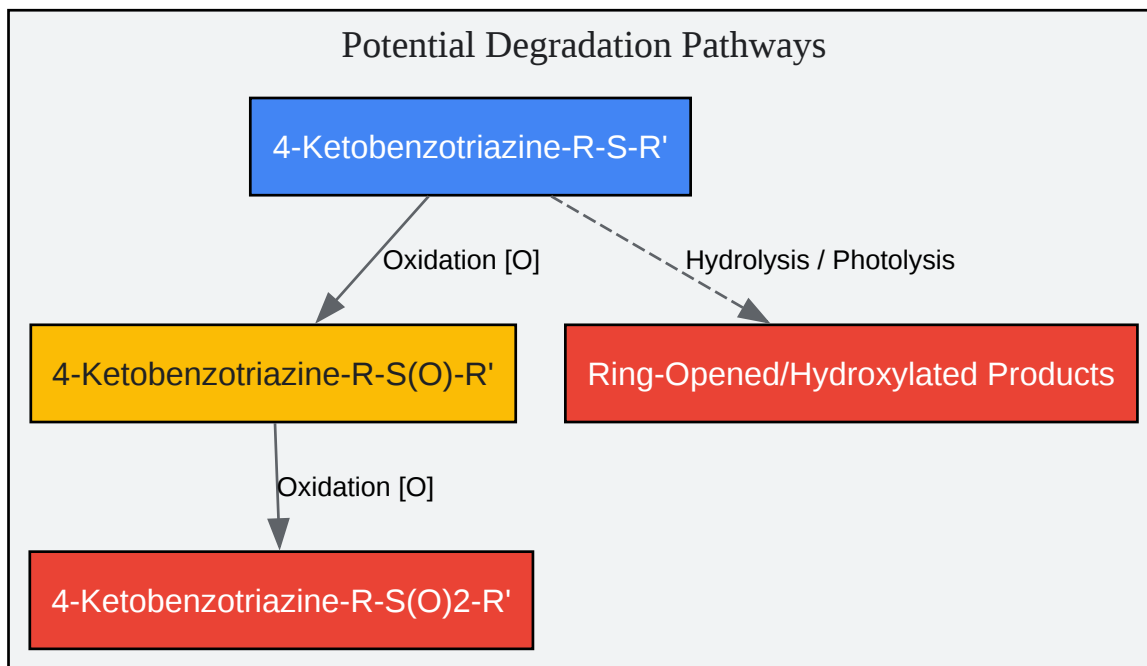 Potential Degradation Pathways
4-Ketobenzotriazine-R-S-R'
Oxidation [O]
Hydrolysis / Photolysis
4-Ketobenzotriazine-R-S(O)-R'
Ring-Opened/Hydroxylated Products
Oxidation [O]
4-Ketobenzotriazine-R-S(O)2-R'